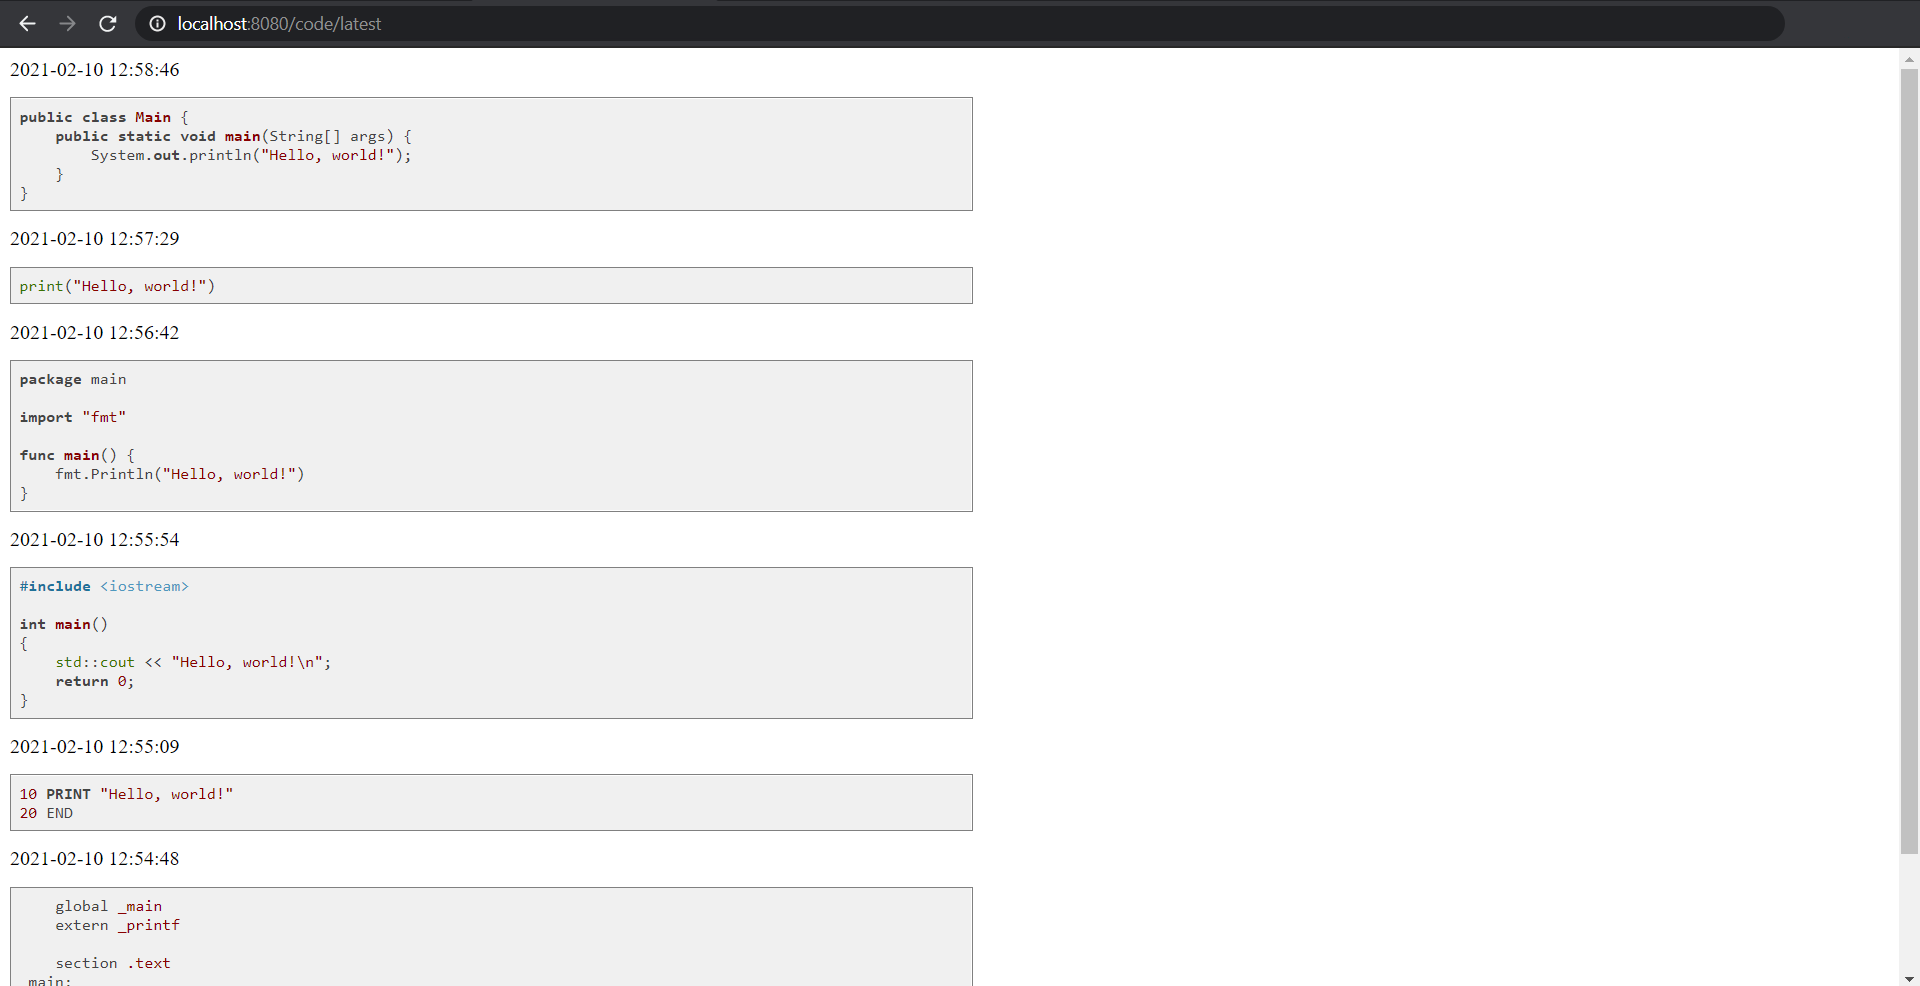 localhost:8080/code/latest
2021-02-10 12:58:46
public class Main {
    public static void main(String[] args) {
        System.out.println("Hello, world!");
    }
}
2021-02-10 12:57:29
print("Hello, world!")
2021-02-10 12:56:42
package main

import "fmt"

func main() {
    fmt.Println("Hello, world!")
}
2021-02-10 12:55:54
#include <iostream>

int main()
{
    std::cout << "Hello, world!\n";
    return 0;
}
2021-02-10 12:55:09
10 PRINT "Hello, world!"
20 END
2021-02-10 12:54:48
    global _main
    extern _printf

    section .text
 main: